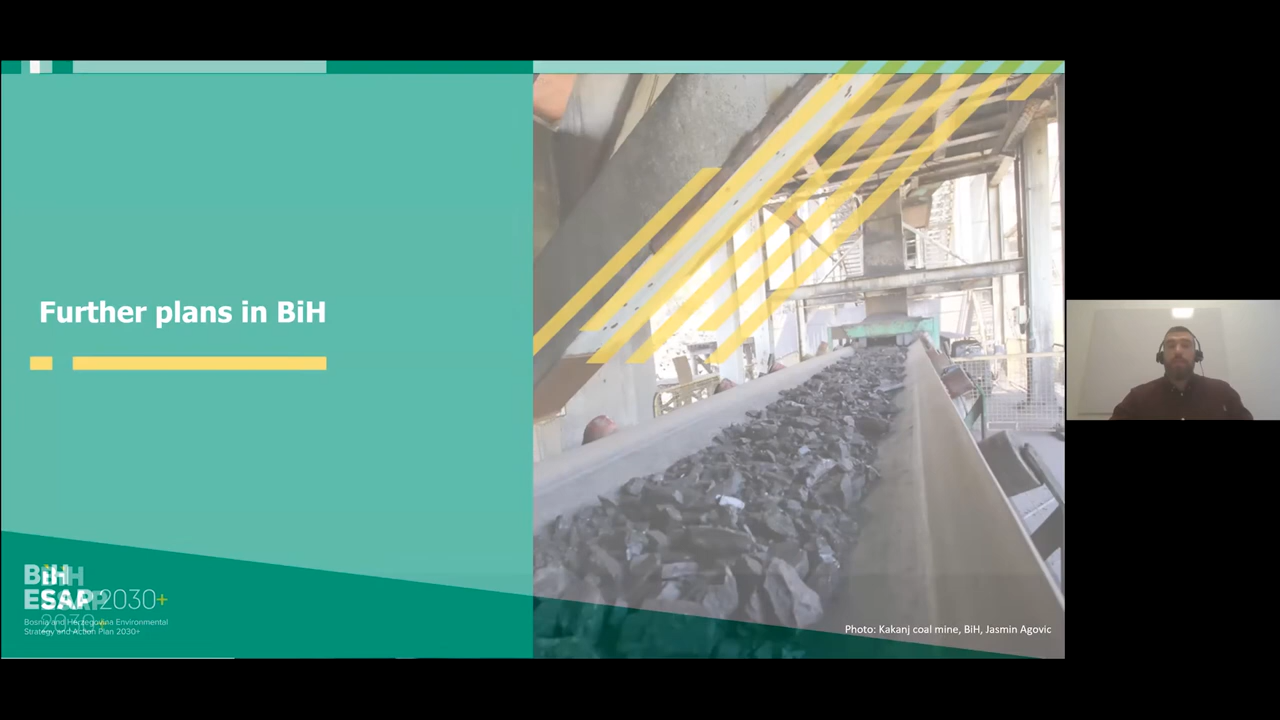 Further plans in BiH
BiH
ESAP 2030+
Bosnia and Herzegovina Environmental
Strategy and Action Plan 2030+
Photo: Kakanj coal mine, BiH, Jasmin Agovic